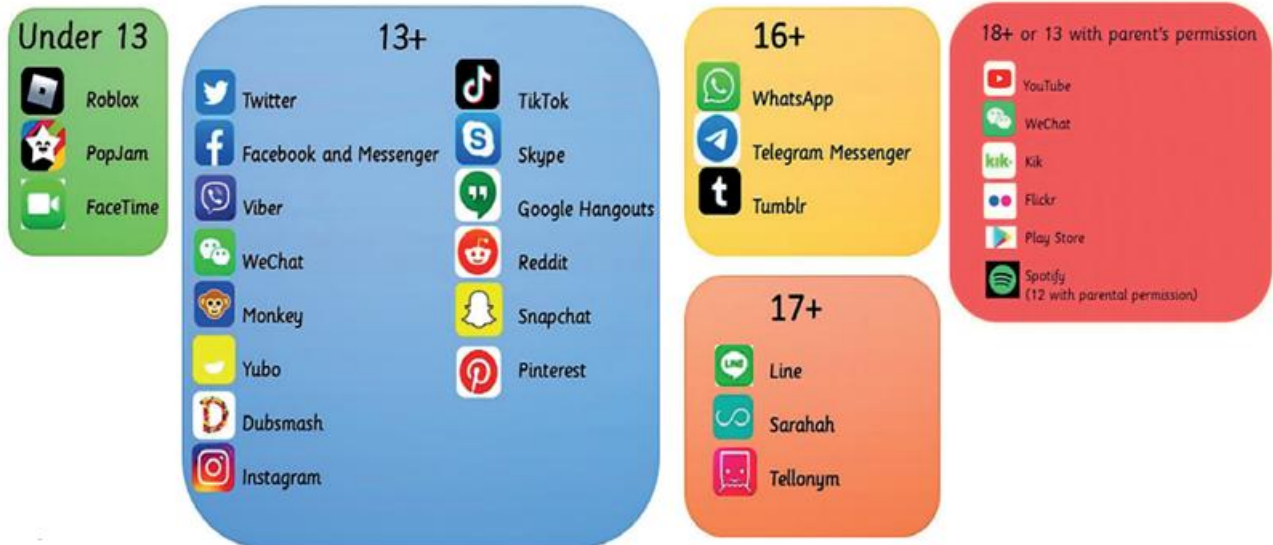 Under 13
Roblox
PopJam
FaceTime
13+
Twitter
Facebook and Messenger
Viber
WeChat
Monkey
Yubo
Dubsmash
Instagram
TikTok
Skype
Google Hangouts
Reddit
Snapchat
Pinterest
16+
WhatsApp
Telegram Messenger
t
Tumblr
17+
LINE
Line
Sarahah
Tellonym
18+ or 13 with parent's permission
YouTube
WeChat
kik.
Kik
Flickr
Play Store
Spotify
(12 with parental permission)